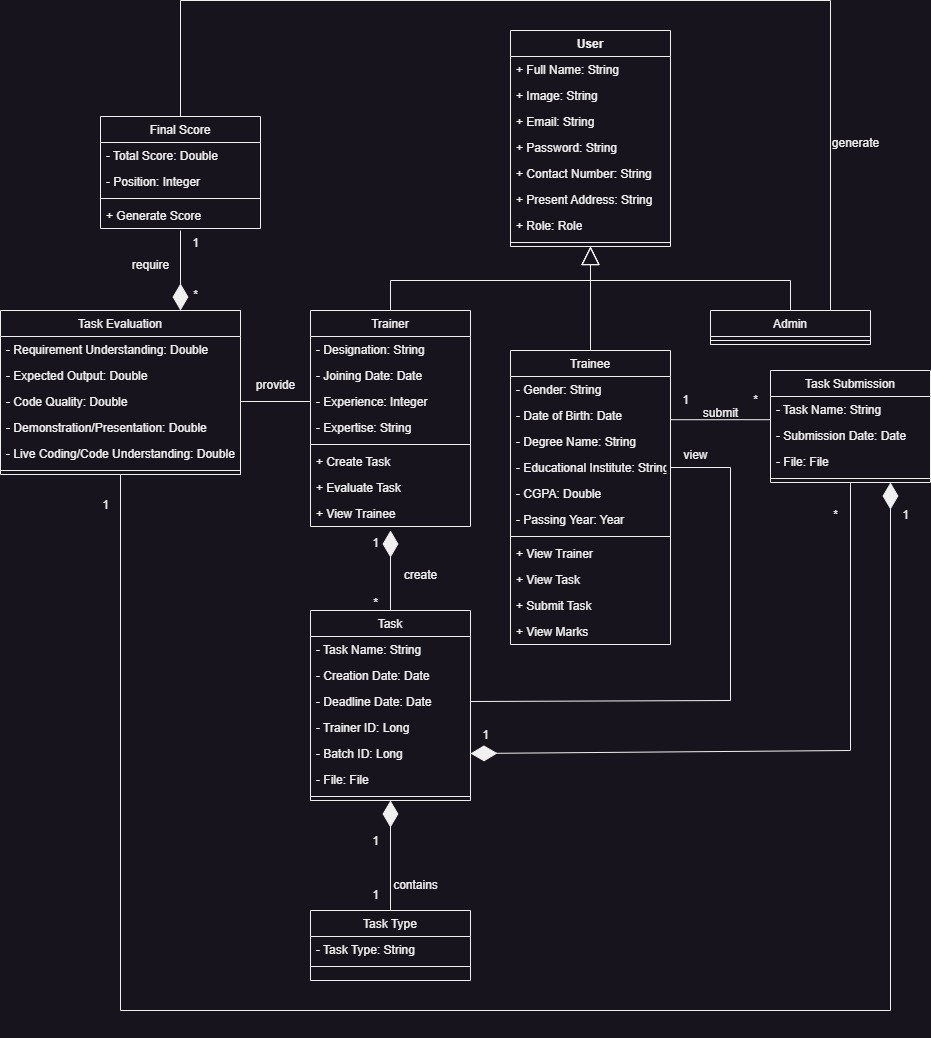 User
+ Full Name: String
+ Image: String
+ Email: String
+ Password: String
+ Contact Number: String
+ Present Address: String
+ Role: Role
generate
Final Score
- Total Score: Double
- Position: Integer
+ Generate Score
1
require
*
Task Evaluation
- Requirement Understanding: Double
- Expected Output: Double
- Code Quality: Double
- Demonstration/Presentation: Double
- Live Coding/Code Understanding: Double
1
provide
Trainer
- Designation: String
- Joining Date: Date
- Experience: Integer
- Expertise: String
+ Create Task
+ Evaluate Task
+ View Trainee
1
create
*
Trainee
- Gender: String
- Date of Birth: Date
- Degree Name: String
- Educational Institute: String
- CGPA: Double
- Passing Year: Year
+ View Trainer
+ View Task
+ Submit Task
+ View Marks
Admin
1
submit
*
view
Task Submission
- Task Name: String
- Submission Date: Date
- File: File
*
1
Task
- Task Name: String
- Creation Date: Date
- Deadline Date: Date
- Trainer ID: Long
- Batch ID: Long
- File: File
1
1
contains
1
Task Type
- Task Type: String